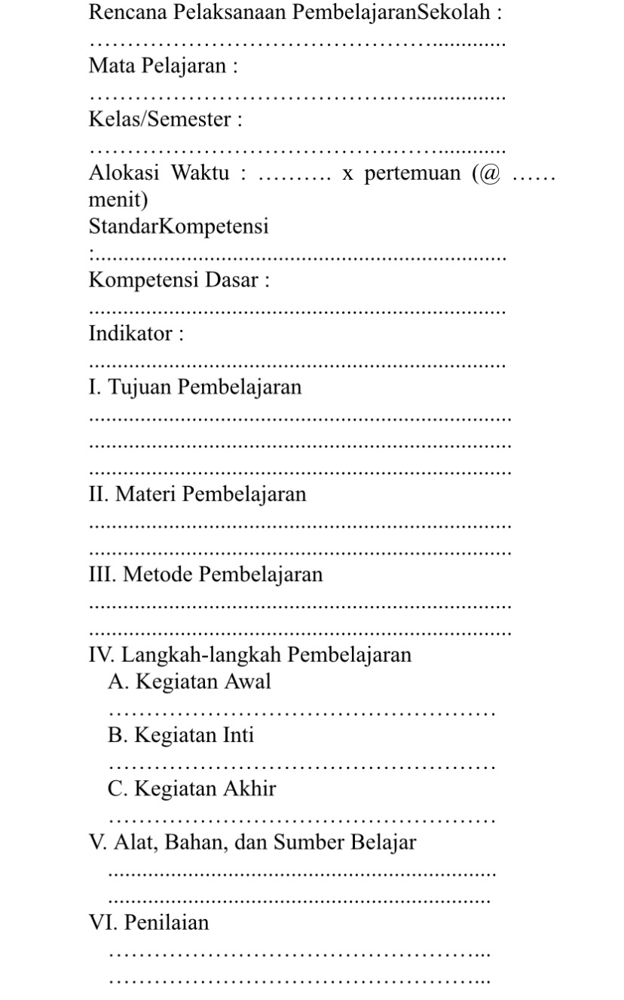 Rencana Pelaksanaan PembelajaranSekolah :
…………………………………………….............
Mata Pelajaran :
………………………………………….................
Kelas/Semester :
…………………………………………….............
Alokasi Waktu : ………. x pertemuan (@ ……
menit)
StandarKompetensi
:........................................................................
Kompetensi Dasar :
.........................................................................
Indikator :
.........................................................................
I. Tujuan Pembelajaran
..........................................................................
..........................................................................
..........................................................................
II. Materi Pembelajaran
..........................................................................
..........................................................................
III. Metode Pembelajaran
..........................................................................
..........................................................................
IV. Langkah-langkah Pembelajaran
A. Kegiatan Awal
……………………………………………….
B. Kegiatan Inti
……………………………………………….
C. Kegiatan Akhir
……………………………………………….
V. Alat, Bahan, dan Sumber Belajar
....................................................................
...................................................................
VI. Penilaian
……………………………………………...
……………………………………………...